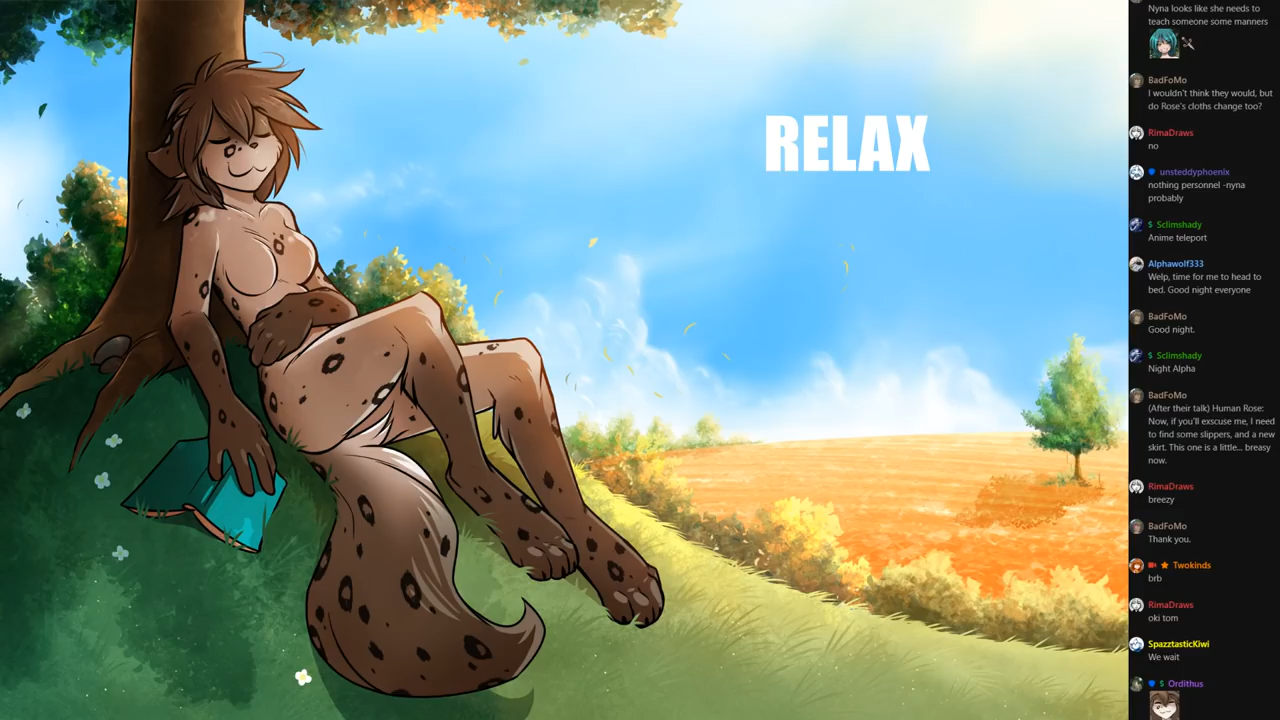 RELAX
Nyna looks like she needs to
teach someone some manners
BadFoMo
I wouldn't think they would, but
do Rose's cloths change too?
RimaDraws
no
unsteddyphoenix
nothing personnel -nyna
probably
$ Sclimshady
Anime teleport
Alphawolf333
Welp, time for me to head to
bed. Good night everyone
BadFoMo
Good night.
$ Sclimshady
Night Alpha
BadFoMo
(After their talk) Human Rose:
Now, if you'll exscuse me, I need
to find some slippers, and a new
skirt. This one is a little... breasy
now.
RimaDraws
breezy
BadFoMo
Thank you.
Twokinds
brb
RimaDraws
oki tom
SpazztasticKiwi
We wait
$ Ordithus